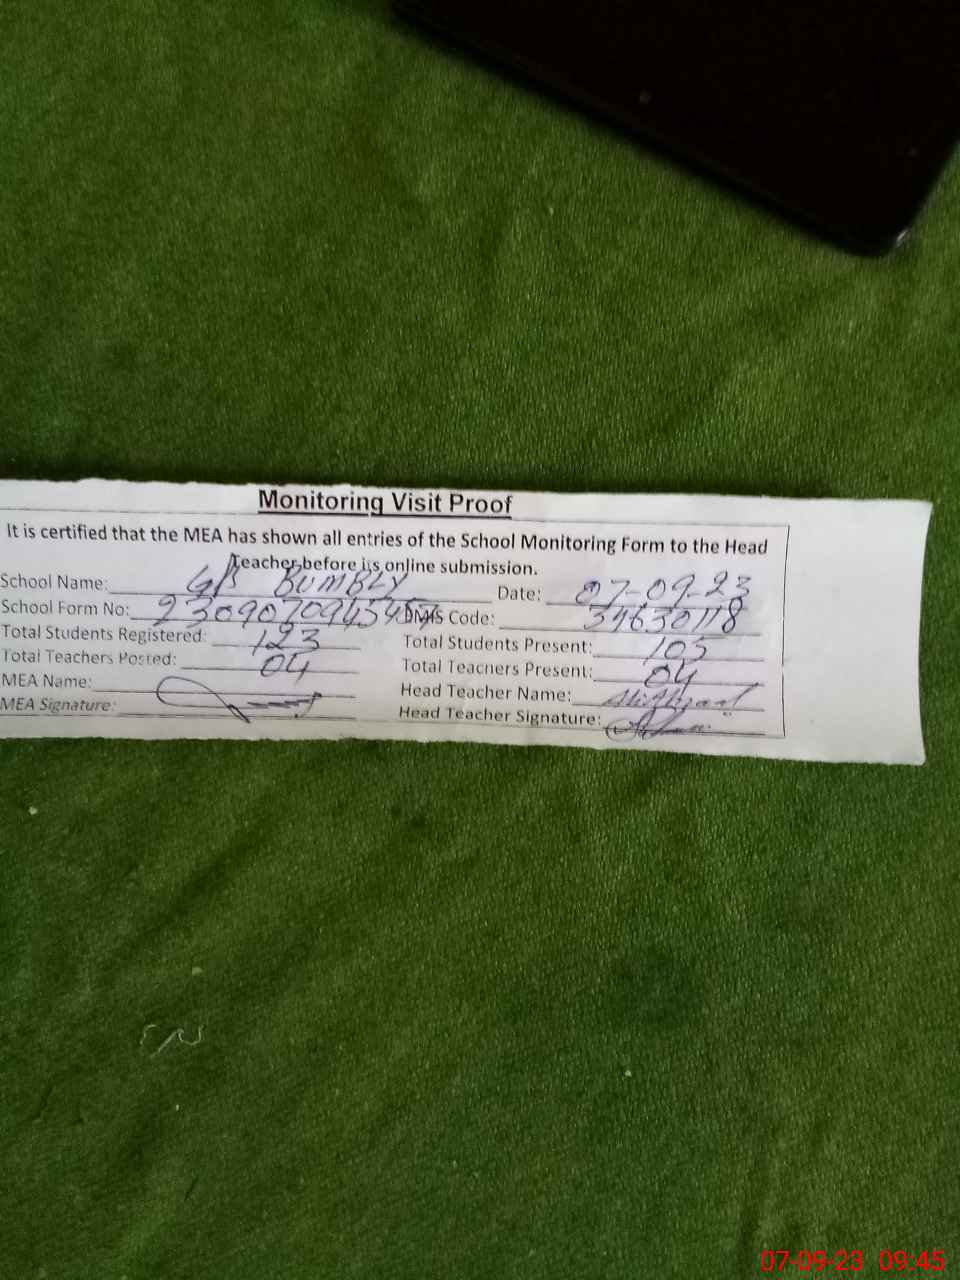 Monitoring Visit Proof
It is certified that the MEA has shown all entries of the School Monitoring Form to the Head
Teacher before its online submission.
School Name: G/S BUMBLY Date: 07-09-23
School Form No: DMIS Code: 34630118
Total Students Registered: 123 Total Students Present: 105
Total Teachers Posted: 04 Total Teachers Present: 04
MEA Name: Head Teacher Name:
MEA Signature: Head Teacher Signature:
07-09-23 09:45